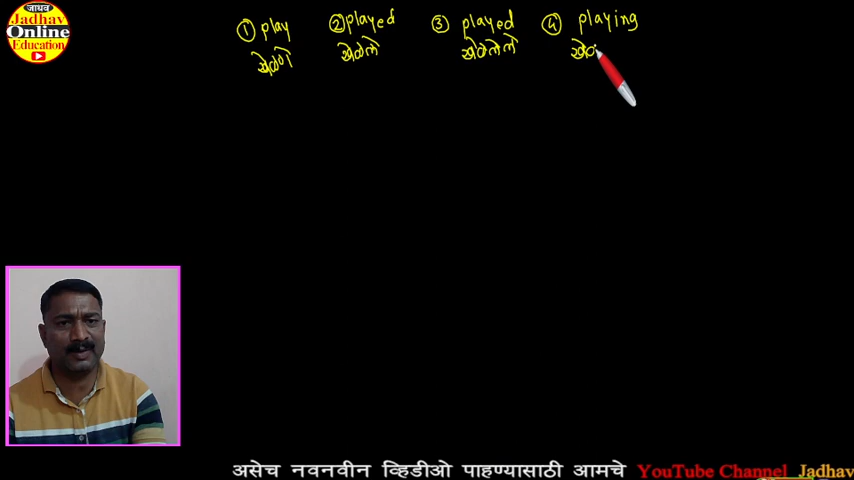 जाधव
Jadhav
Online
Education
① play ② played ③ played ④ playing
खेळणे खेळले खेळलेले खेळ
असेच नवनवीन व्हिडीओ पाहण्यासाठी आमचे YouTube Channel Jadhav